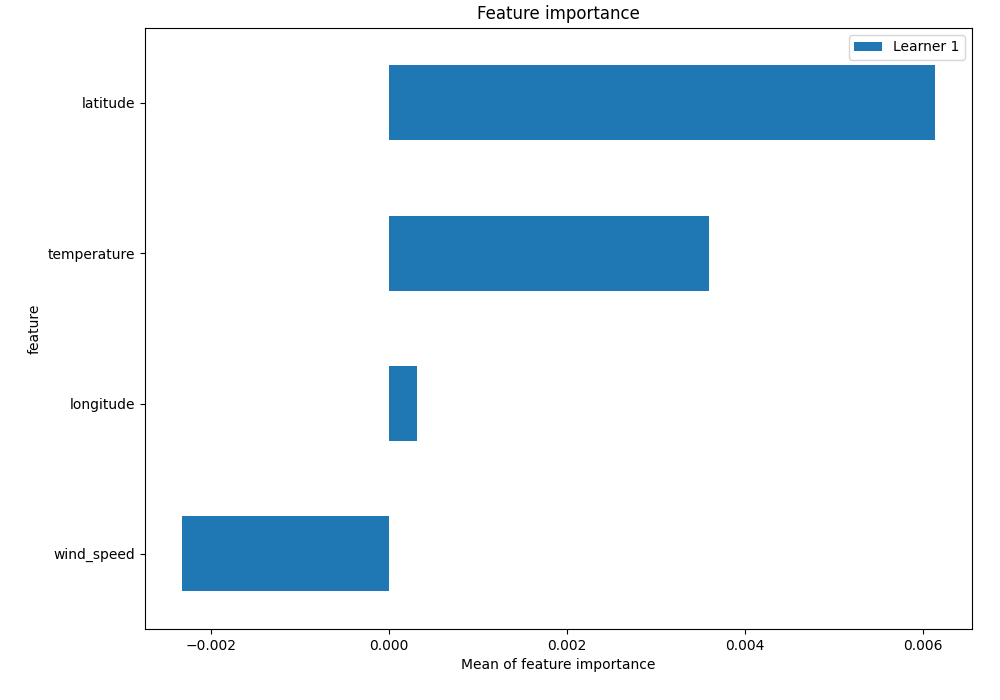 Feature importance
Learner 1
latitude
temperature
longitude
wind_speed
feature
−0.002 0.000 0.002 0.004 0.006
Mean of feature importance